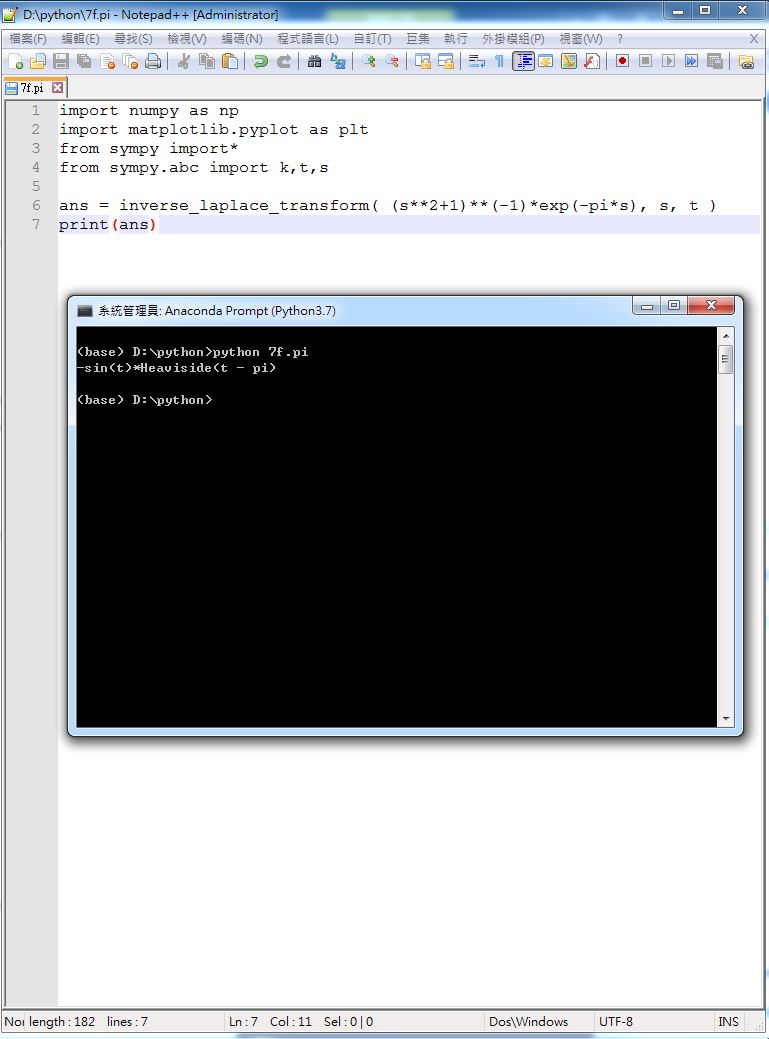 D:\python\7f.pi - Notepad++ [Administrator]
檔案(F) 編輯(E) 尋找(S) 檢視(V) 編碼(N) 程式語言(L) 自訂(T) 巨集 執行 外掛模組(P) 視窗(W) ? X
7f.pi
1 import numpy as np
2 import matplotlib.pyplot as plt
3 from sympy import*
4 from sympy.abc import k,t,s
5
6 ans = inverse_laplace_transform( (s**2+1)**(-1)*exp(-pi*s), s, t )
7 print(ans)
系統管理員: Anaconda Prompt (Python3.7)
(base) D:\python>python 7f.pi
-sin(t)*Heaviside(t - pi)
(base) D:\python>
Nor length : 182 lines : 7 Ln : 7 Col : 11 Sel : 0 | 0 Dos\Windows UTF-8 INS